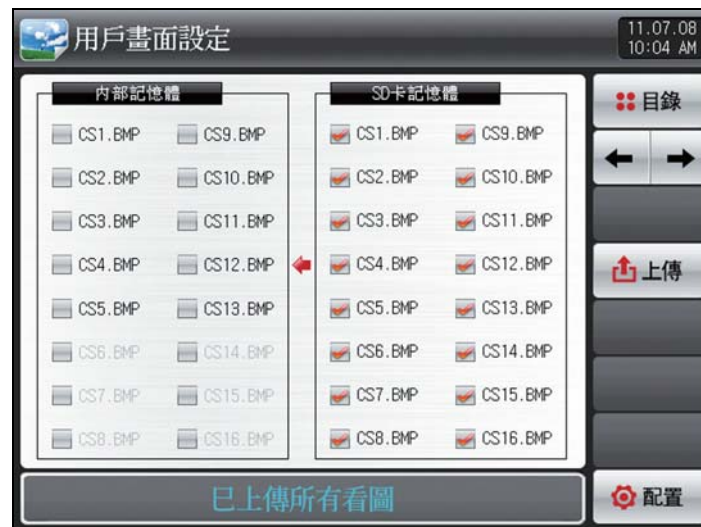 用戶畫面設定
11.07.08
10:04 AM
内部記憶體
CS1.BMP CS9.BMP
CS2.BMP CS10.BMP
CS3.BMP CS11.BMP
CS4.BMP CS12.BMP
CS5.BMP CS13.BMP
CS6.BMP CS14.BMP
CS7.BMP CS15.BMP
CS8.BMP CS16.BMP
SD卡記憶體
CS1.BMP CS9.BMP
CS2.BMP CS10.BMP
CS3.BMP CS11.BMP
CS4.BMP CS12.BMP
CS5.BMP CS13.BMP
CS6.BMP CS14.BMP
CS7.BMP CS15.BMP
CS8.BMP CS16.BMP
目錄
上傳
配置
已上傳所有看圖